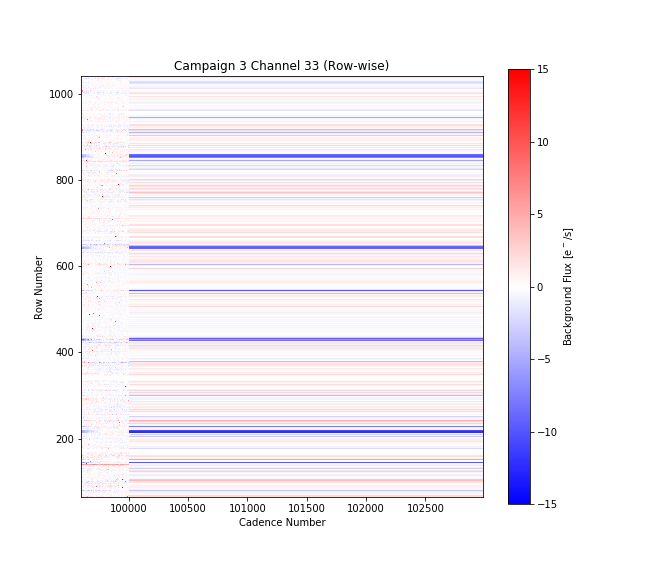 Campaign 3 Channel 33 (Row-wise)
1000
800
600
400
200
Row Number
100000 100500 101000 101500 102000 102500
Cadence Number
15
10
5
0
−5
−10
−15
Background Flux [e⁻/s]